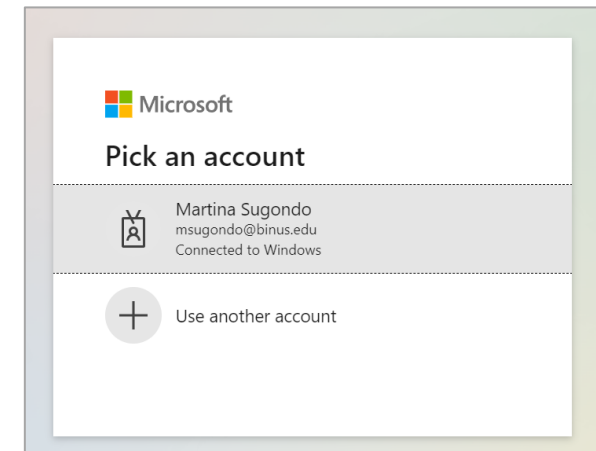 Microsoft
Pick an account
Martina Sugondo
msugondo@binus.edu
Connected to Windows
Use another account